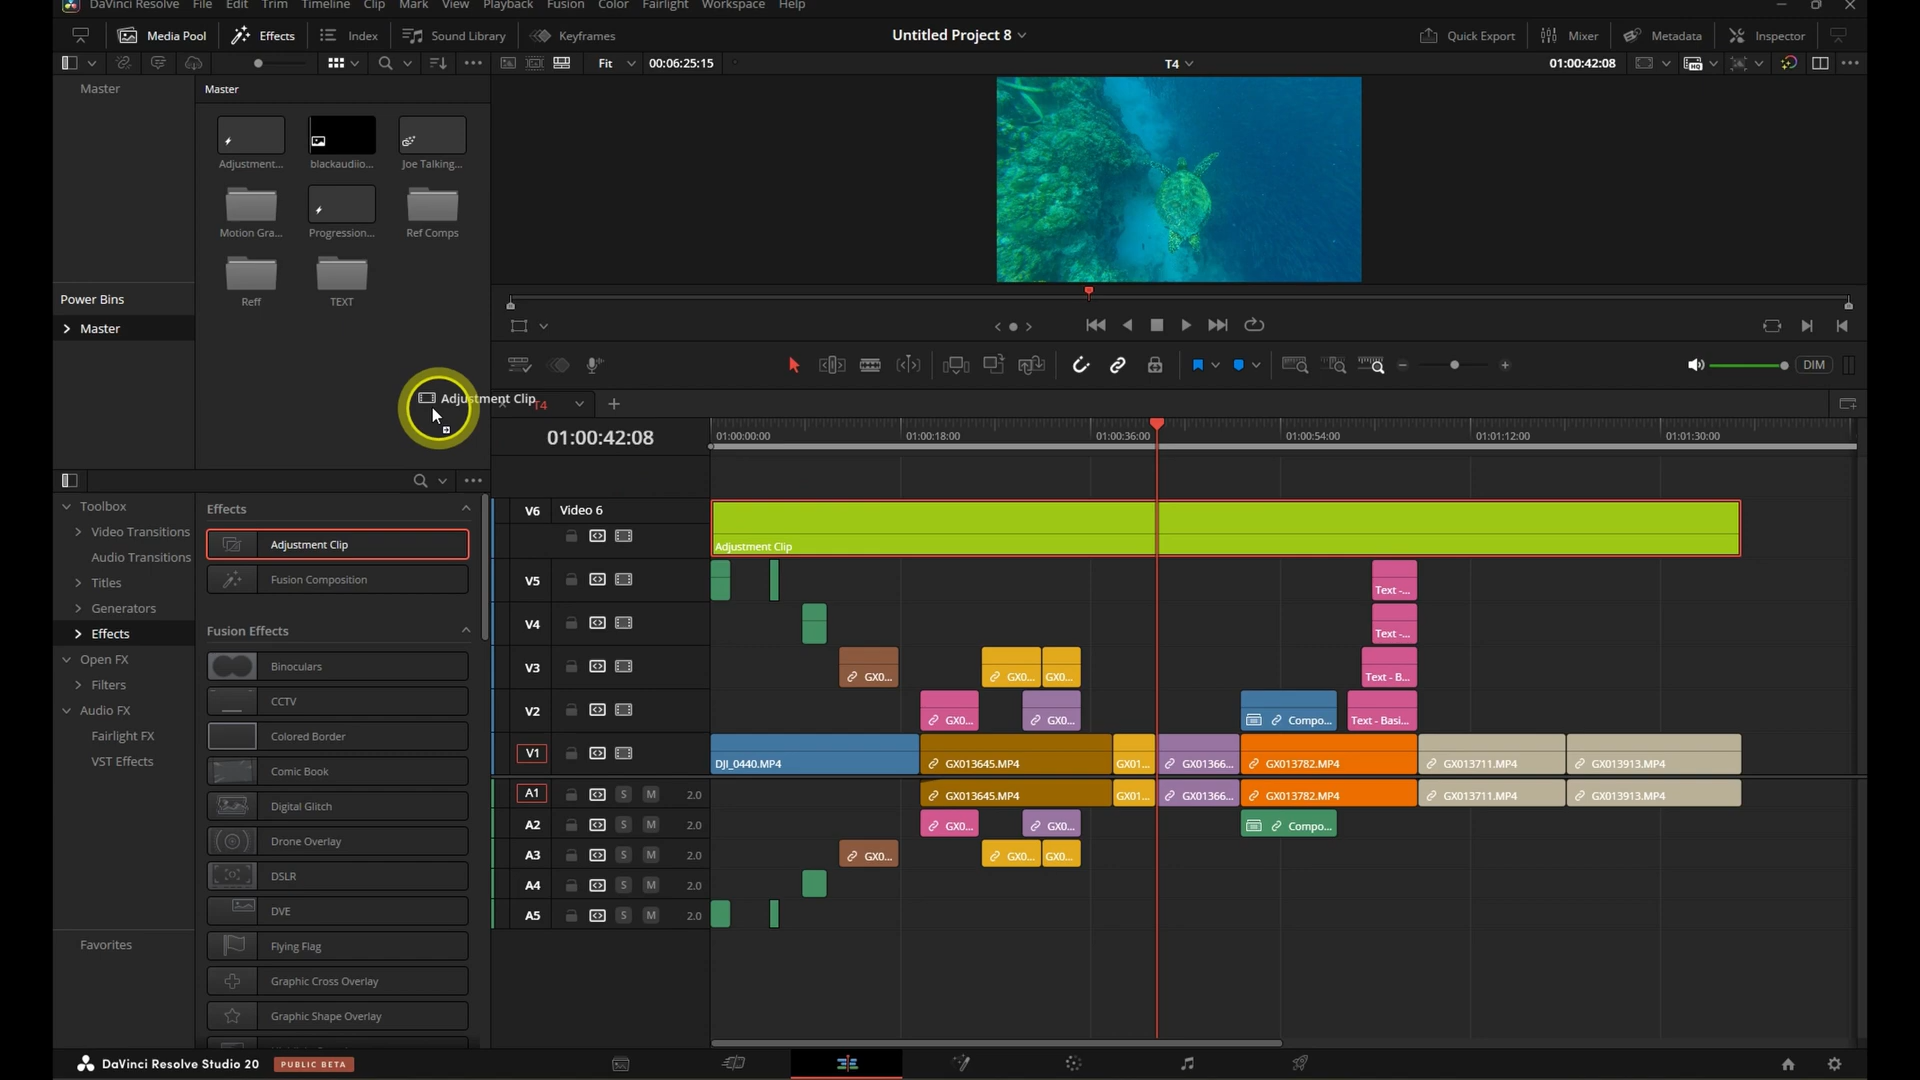 DaVinci Resolve File Edit Trim Timeline Clip Mark View Playback Fusion Color Fairlight Workspace Help
Media Pool Effects Index Sound Library Keyframes Untitled Project 8 Quick Export Mixer Metadata Inspector
Fit 00:06:25:15 T4 01:00:42:08
Master
Master
Adjustment... blackaudiio... Joe Talking...
Motion Gra... Progression... Ref Comps
Reff TEXT
Power Bins
Master
Adjustment Clip
DIM
T4
01:00:42:08
01:00:00:00 01:00:18:00 01:00:36:00 01:00:54:00 01:01:12:00 01:01:30:00
Toolbox
Video Transitions
Audio Transitions
Titles
Generators
Effects
Open FX
Filters
Audio FX
Fairlight FX
VST Effects
Favorites
Effects
Adjustment Clip
Fusion Composition
Fusion Effects
Binoculars
CCTV
Colored Border
Comic Book
Digital Glitch
Drone Overlay
DSLR
DVE
Flying Flag
Graphic Cross Overlay
Graphic Shape Overlay
V6 Video 6
Adjustment Clip
V5 Text -...
V4 Text -...
V3 GX0... GX0... GX0... Text - B...
V2 GX0... GX0... Compo... Text - Basi...
V1 DJI_0440.MP4 GX013645.MP4 GX01... GX01366... GX013782.MP4 GX013711.MP4 GX013913.MP4
A1 S M 2.0 GX013645.MP4 GX01... GX01366... GX013782.MP4 GX013711.MP4 GX013913.MP4
A2 S M 2.0 GX0... GX0... Compo...
A3 S M 2.0 GX0... GX0... GX0...
A4 S M 2.0
A5 S M 2.0
DaVinci Resolve Studio 20 PUBLIC BETA